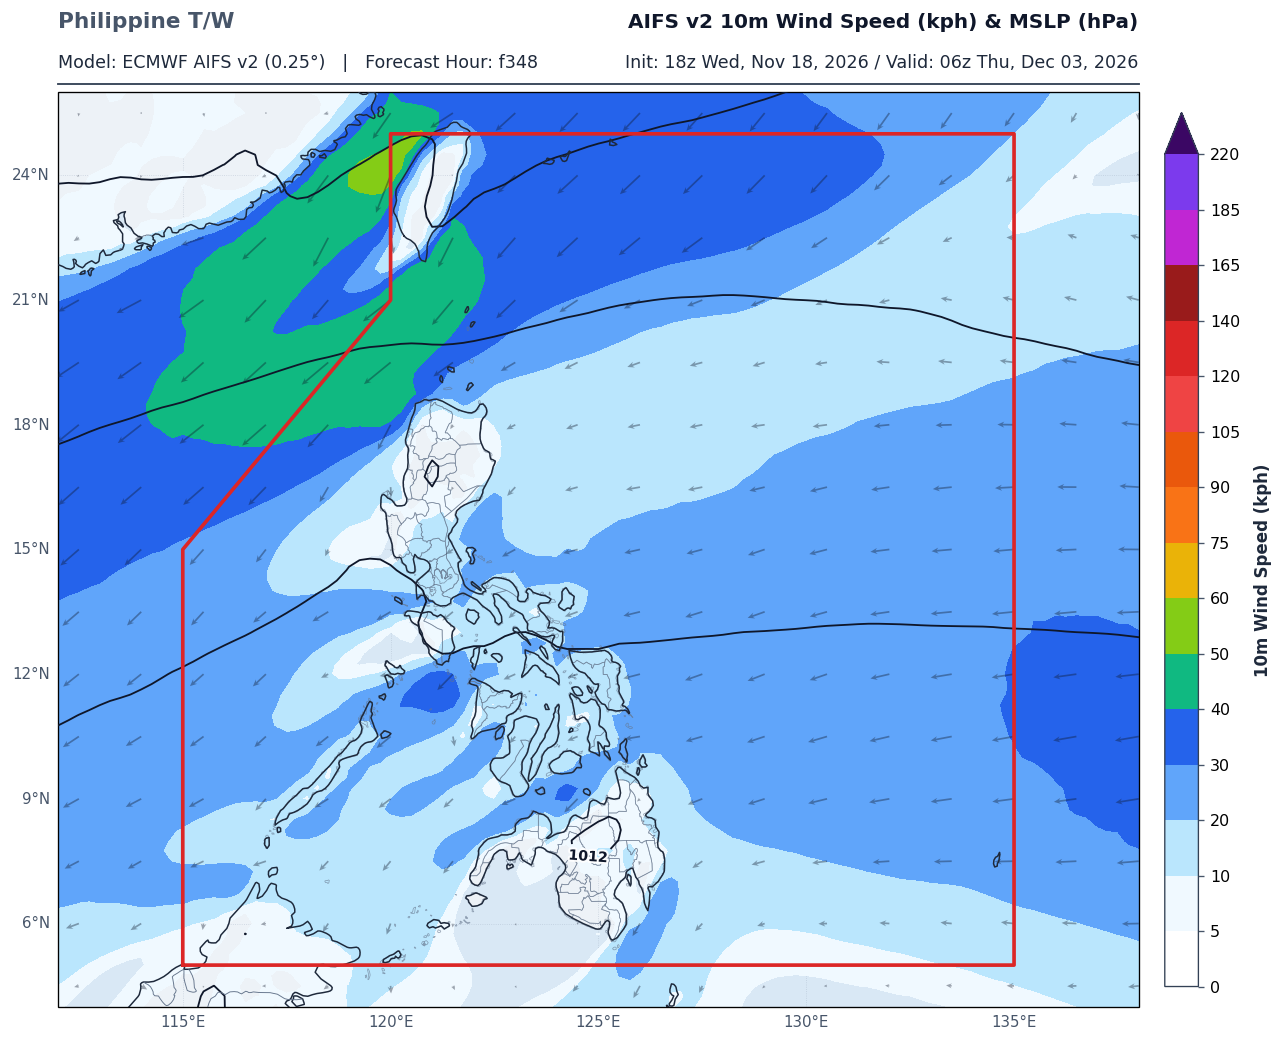 Philippine T/W
AIFS v2 10m Wind Speed (kph) & MSLP (hPa)
Model: ECMWF AIFS v2 (0.25°) | Forecast Hour: f348
Init: 18z Wed, Nov 18, 2026 / Valid: 06z Thu, Dec 03, 2026
24°N
21°N
18°N
15°N
12°N
9°N
6°N
115°E
120°E
125°E
130°E
135°E
1012
220
185
165
140
120
105
90
75
60
50
40
30
20
10
5
0
10m Wind Speed (kph)